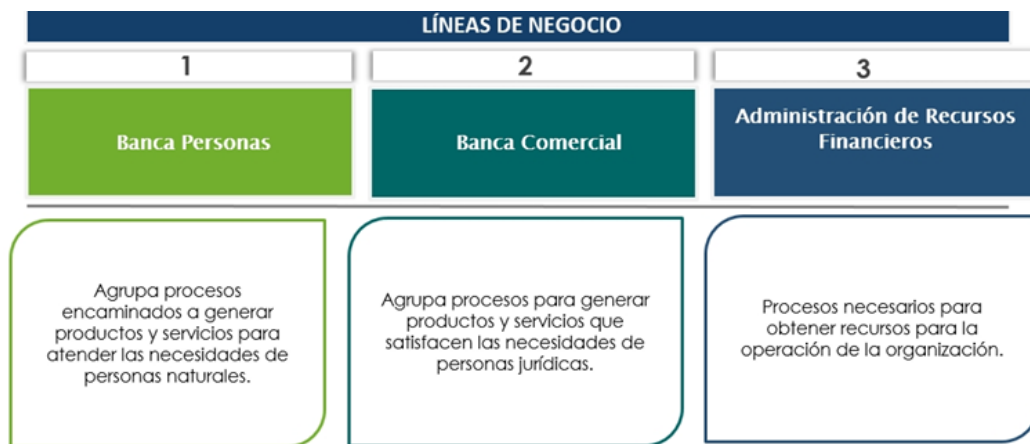 LÍNEAS DE NEGOCIO
1
2
3
Banca Personas
Banca Comercial
Administración de Recursos
Financieros
Agrupa procesos
encaminados a generar
productos y servicios para
atender las necesidades de
personas naturales.
Agrupa procesos para generar
productos y servicios que
satisfacen las necesidades de
personas jurídicas.
Procesos necesarios para
obtener recursos para la
operación de la organización.